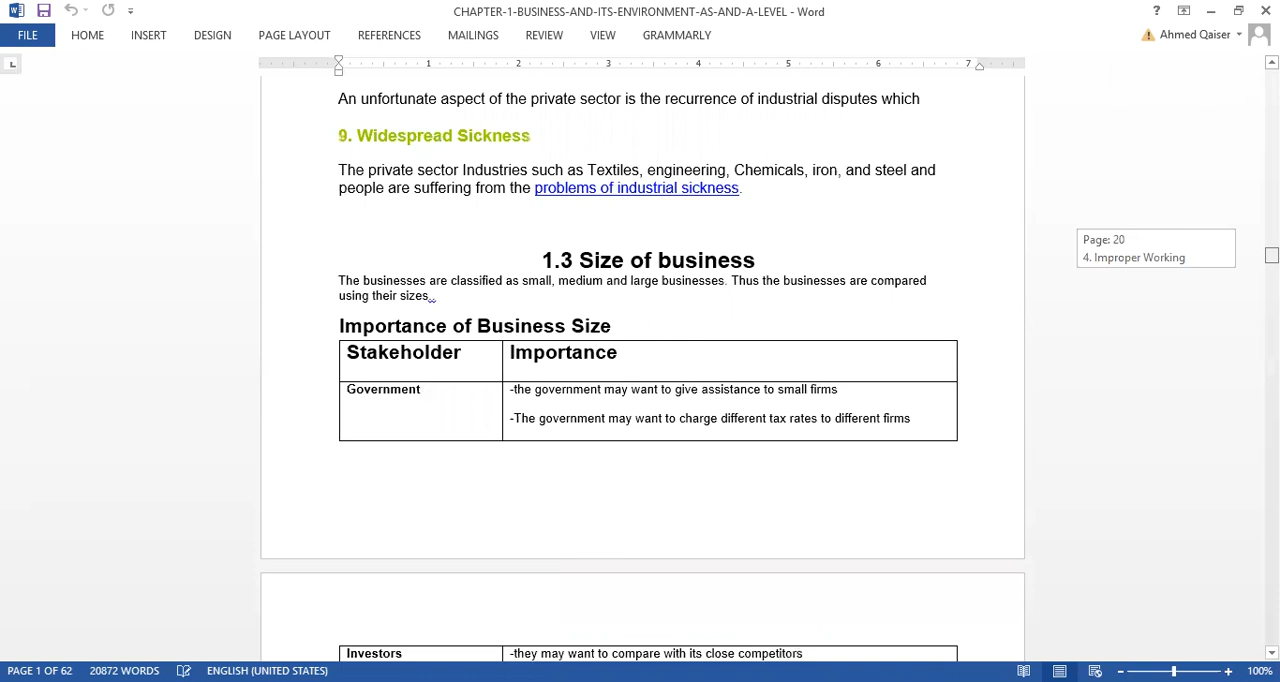 CHAPTER-1-BUSINESS-AND-ITS-ENVIRONMENT-AS-AND-A-LEVEL - Word
?
FILE HOME INSERT DESIGN PAGE LAYOUT REFERENCES MAILINGS REVIEW VIEW GRAMMARLY Ahmed Qaiser
1 2 3 4 5 6 7
An unfortunate aspect of the private sector is the recurrence of industrial disputes which
9. Widespread Sickness
The private sector Industries such as Textiles, engineering, Chemicals, iron, and steel and
people are suffering from the problems of industrial sickness.
Page: 20
4. Improper Working
1.3 Size of business
The businesses are classified as small, medium and large businesses. Thus the businesses are compared
using their sizes..
Importance of Business Size
Stakeholder Importance
Government -the government may want to give assistance to small firms
-The government may want to charge different tax rates to different firms
Investors -they may want to compare with its close competitors
PAGE 1 OF 62 20872 WORDS ENGLISH (UNITED STATES) 100%